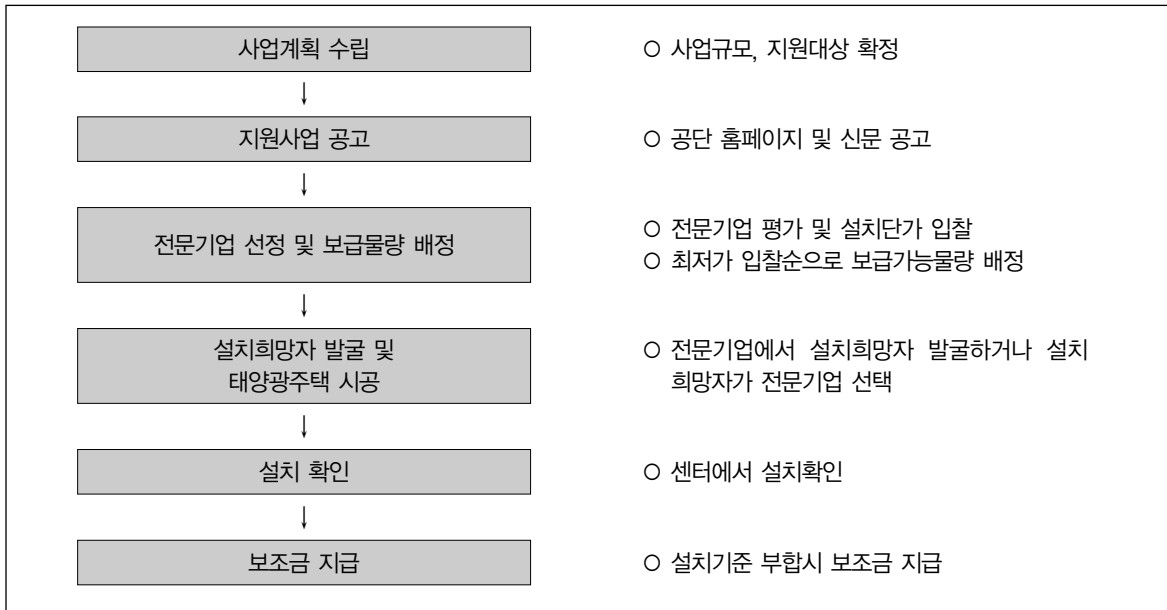 사업계획 수립
○ 사업규모, 지원대상 확정
↓
지원사업 공고
○ 공단 홈페이지 및 신문 공고
↓
전문기업 선정 및 보급물량 배정
○ 전문기업 평가 및 설치단가 입찰
○ 최저가 입찰순으로 보급가능물량 배정
↓
설치희망자 발굴 및
태양광주택 시공
○ 전문기업에서 설치희망자 발굴하거나 설치
희망자가 전문기업 선택
↓
설치 확인
○ 센터에서 설치확인
↓
보조금 지급
○ 설치기준 부합시 보조금 지급